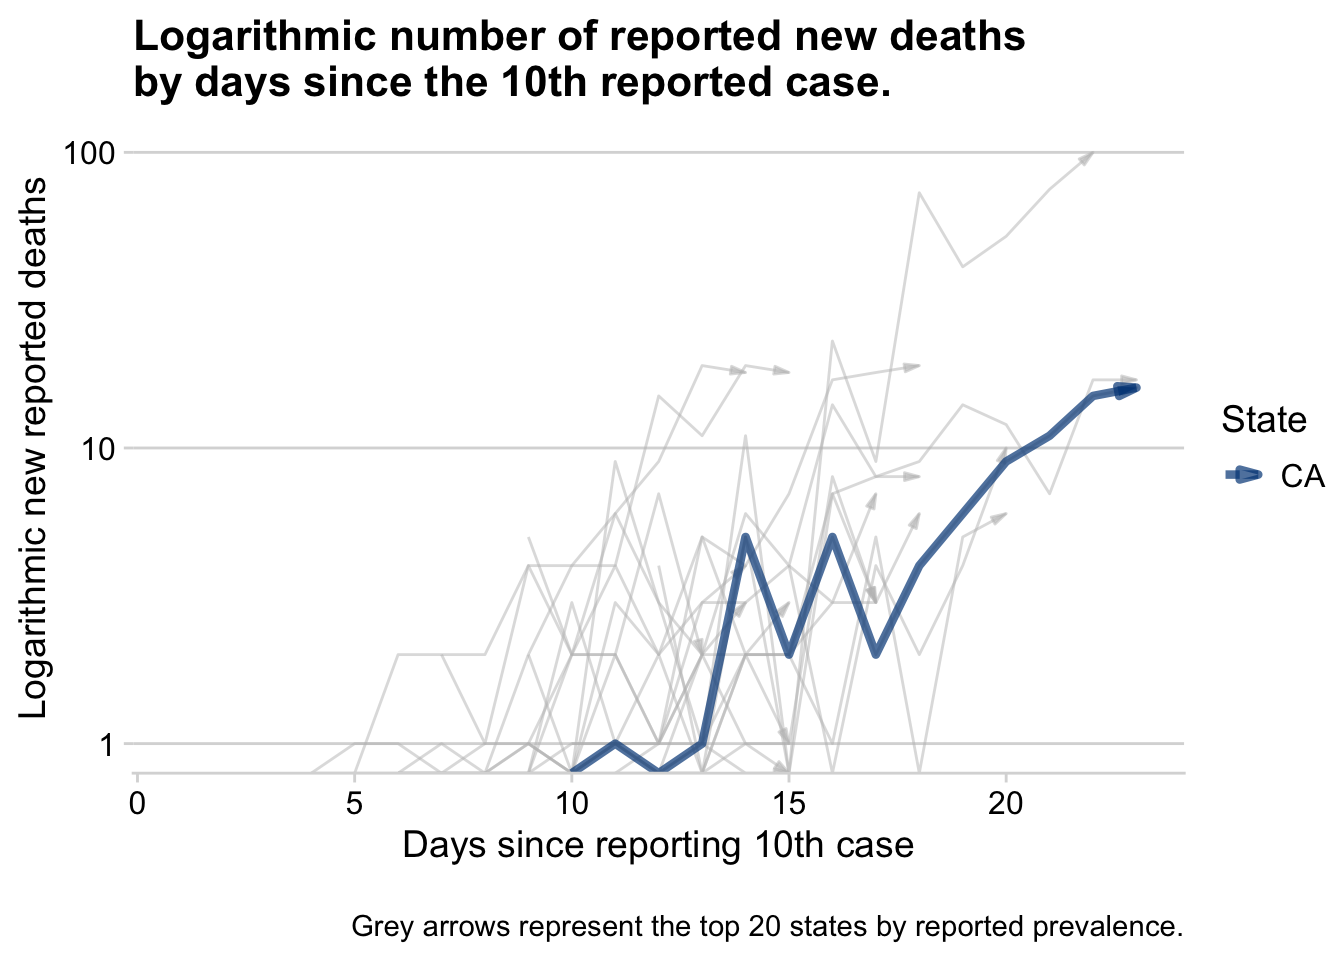 Logarithmic number of reported new deaths
by days since the 10th reported case.
100
10
1
Logarithmic new reported deaths
0 5 10 15 20
Days since reporting 10th case
State
CA
Grey arrows represent the top 20 states by reported prevalence.